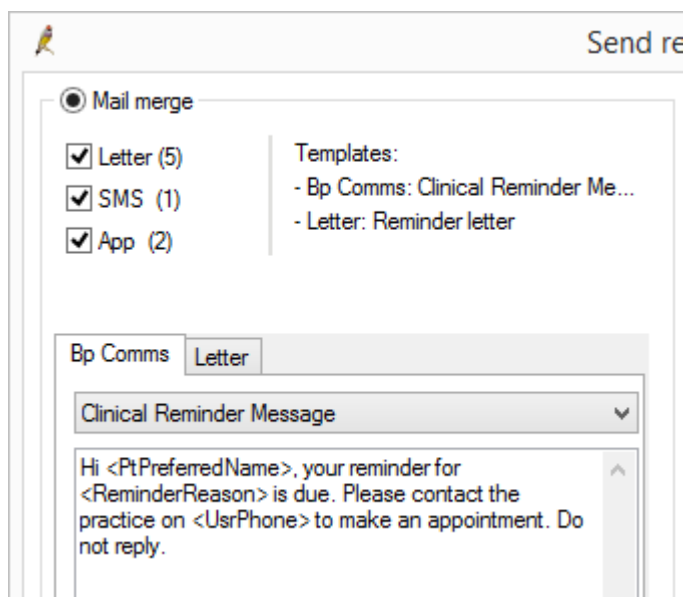 Send re
Mail merge
Letter (5)
SMS (1)
App (2)
Templates:
- Bp Comms: Clinical Reminder Me...
- Letter: Reminder letter
Bp Comms
Letter
Clinical Reminder Message
Hi <PtPreferredName>, your reminder for
<ReminderReason> is due. Please contact the
practice on <UsrPhone> to make an appointment. Do
not reply.